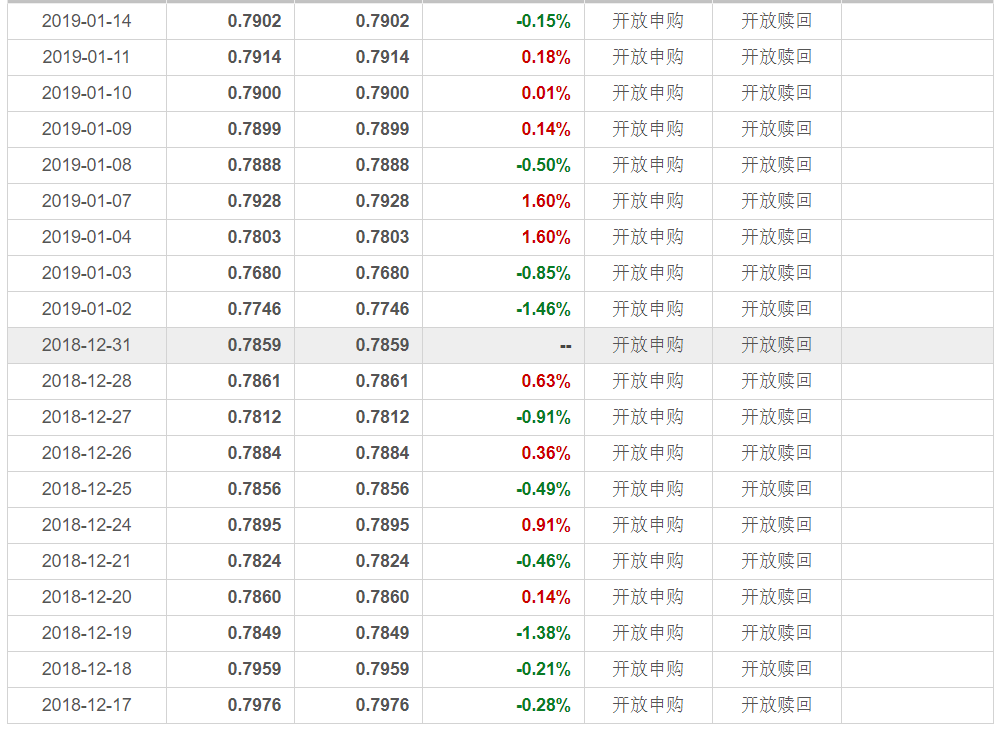 2019-01-14 0.7902 0.7902 -0.15% 开放申购 开放赎回
2019-01-11 0.7914 0.7914 0.18% 开放申购 开放赎回
2019-01-10 0.7900 0.7900 0.01% 开放申购 开放赎回
2019-01-09 0.7899 0.7899 0.14% 开放申购 开放赎回
2019-01-08 0.7888 0.7888 -0.50% 开放申购 开放赎回
2019-01-07 0.7928 0.7928 1.60% 开放申购 开放赎回
2019-01-04 0.7803 0.7803 1.60% 开放申购 开放赎回
2019-01-03 0.7680 0.7680 -0.85% 开放申购 开放赎回
2019-01-02 0.7746 0.7746 -1.46% 开放申购 开放赎回
2018-12-31 0.7859 0.7859 -- 开放申购 开放赎回
2018-12-28 0.7861 0.7861 0.63% 开放申购 开放赎回
2018-12-27 0.7812 0.7812 -0.91% 开放申购 开放赎回
2018-12-26 0.7884 0.7884 0.36% 开放申购 开放赎回
2018-12-25 0.7856 0.7856 -0.49% 开放申购 开放赎回
2018-12-24 0.7895 0.7895 0.91% 开放申购 开放赎回
2018-12-21 0.7824 0.7824 -0.46% 开放申购 开放赎回
2018-12-20 0.7860 0.7860 0.14% 开放申购 开放赎回
2018-12-19 0.7849 0.7849 -1.38% 开放申购 开放赎回
2018-12-18 0.7959 0.7959 -0.21% 开放申购 开放赎回
2018-12-17 0.7976 0.7976 -0.28% 开放申购 开放赎回